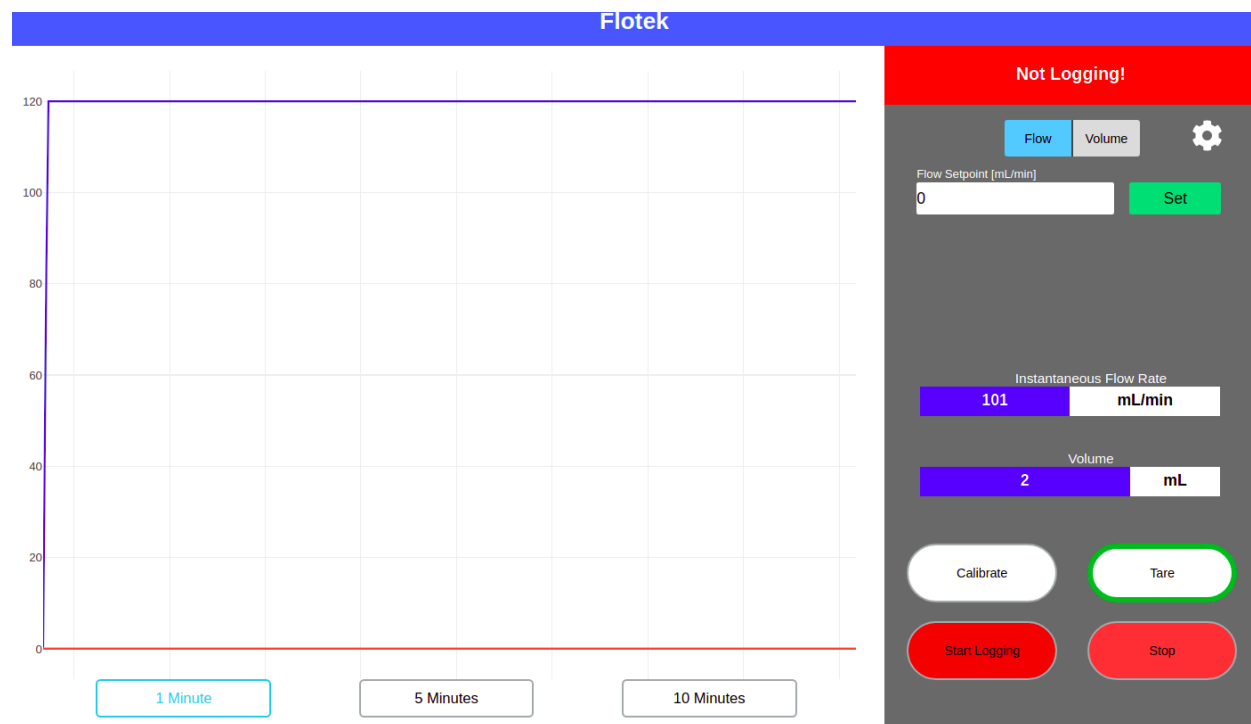 Flotek
120
100
80
60
40
20
0
1 Minute
5 Minutes
10 Minutes
Not Logging!
Flow
Volume
Flow Setpoint [mL/min]
0
Set
Instantaneous Flow Rate
101 mL/min
Volume
2 mL
Calibrate
Tare
Start Logging
Stop